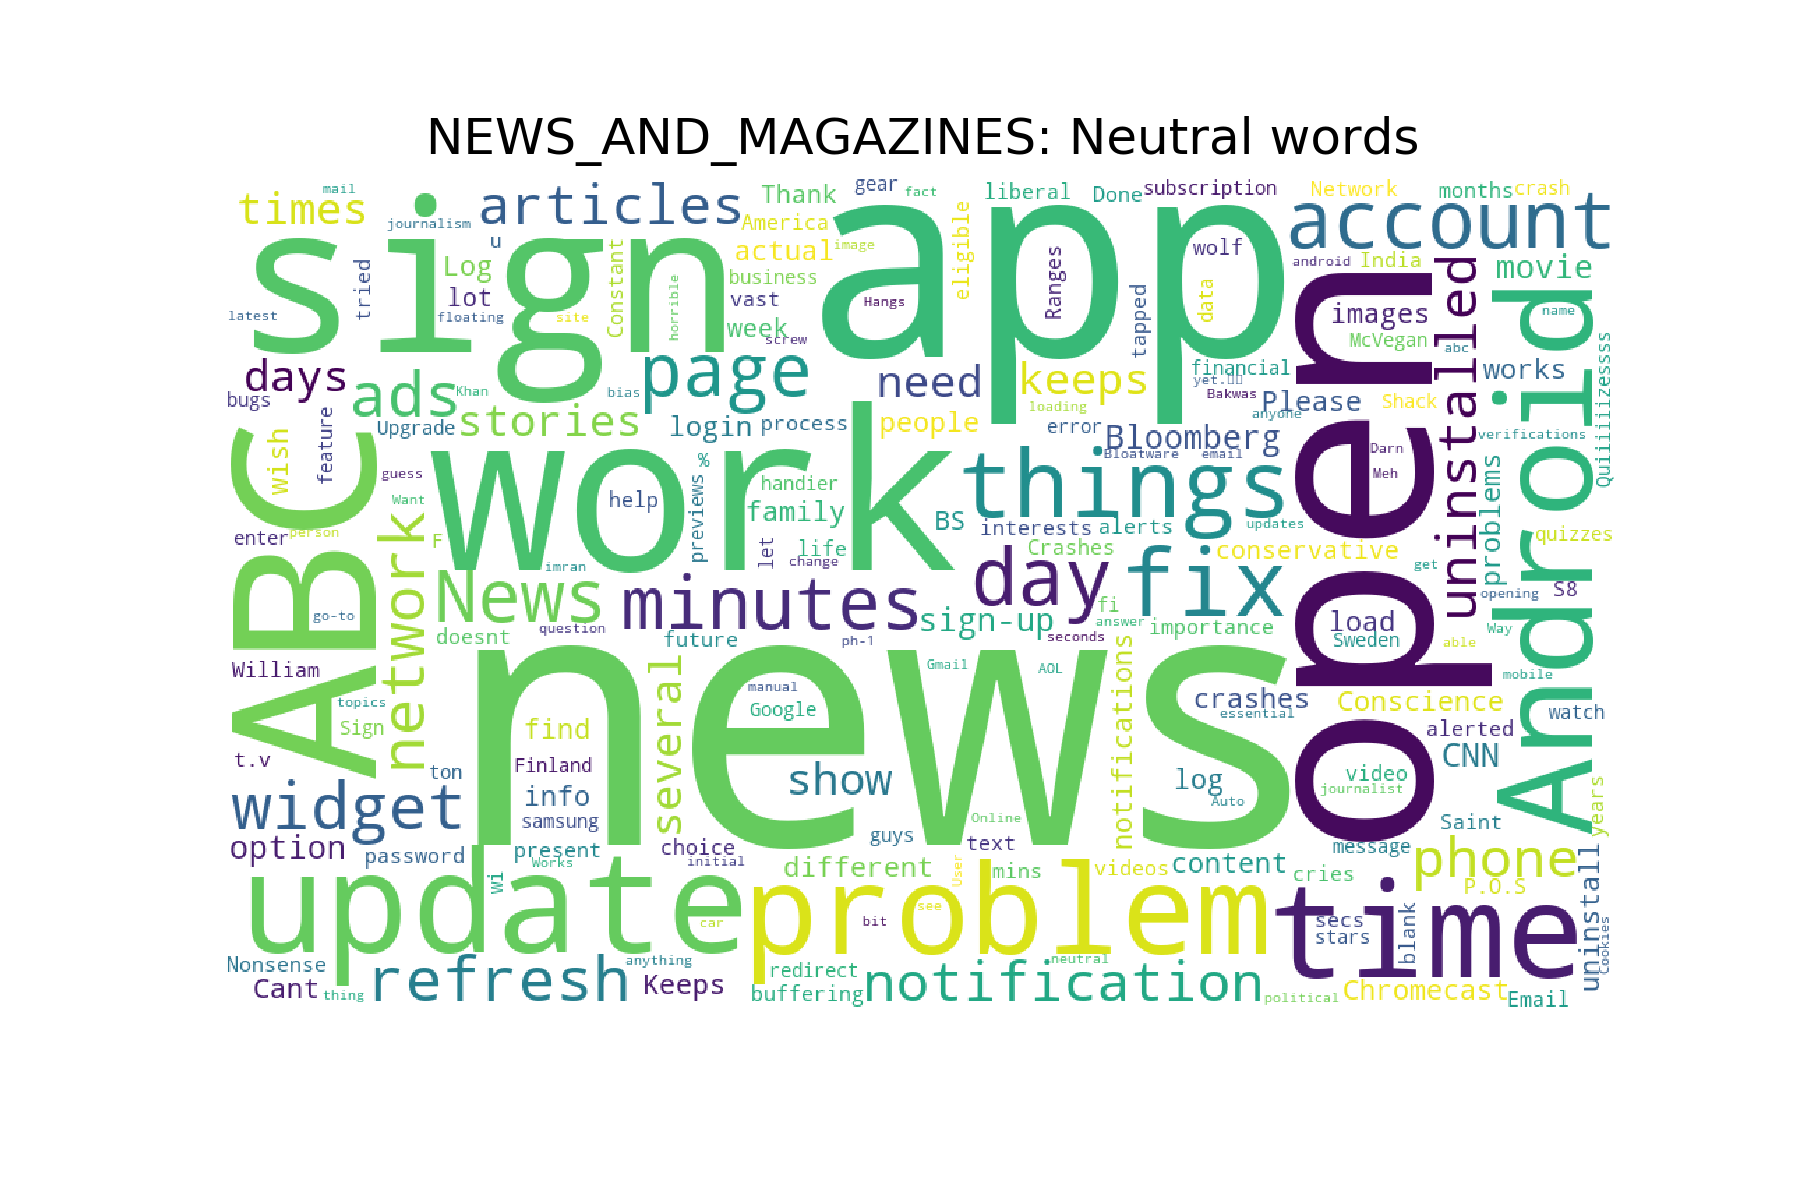 NEWS_AND_MAGAZINES: Neutral words
times
mail
journalism
articles
Thank
gear
fact
liberal
Done
subscription
Network
months
crash
sign
app
account
u
America
actual
image
eligible
wolf
android
India
movie
Log
lot
floating
tried
Constant
horrible
site
business
vast
week
screw
Hangs
Ranges
tapped
data
images
McVegan
abc
name
latest
open
uninstalled
Android
Quiiiiizessss
days
bugs
ads
Khan
bias
page
need
keeps
loading
financial
yet.
Bakwas
anyone
Please
Shack
works
verifications
Upgrade
stories
login
process
people
error
Bloomberg
Bloatware
email
Darn
Meh
ABC
wish
feature
guess
Want
work
help
%
previews
handier
family
BS
things
interests
alerts
updates
problems
quizzes
enter
person
network
F
imran
let
life
change
Crashes
conservative
get
opening
S8
go-to
News
doesnt
question
minutes
future
ph-1
day
sign-up
fi
answer
seconds
fix
importance
load
Sweden
able
Way
mobile
William
topics
Sign
t.v
news
several
manual
Google
Gmail
AOL
notifications
crashes
essential
Conscience
alerted
watch
CNN
find
Finland
info
samsung
ton
widget
option
password
present
Works
wi
show
guys
choice
initial
Online
text
log
Auto
video
journalist
Saint
years
message
update
different
User
mins
videos
content
cries
phone
P.O.S
problem
car
see
bit
time
secs
stars
blank
uninstall
Cookies
Nonsense
Cant
thing
refresh
anything
Keeps
redirect
buffering
neutral
notification
political
Chromecast
Email